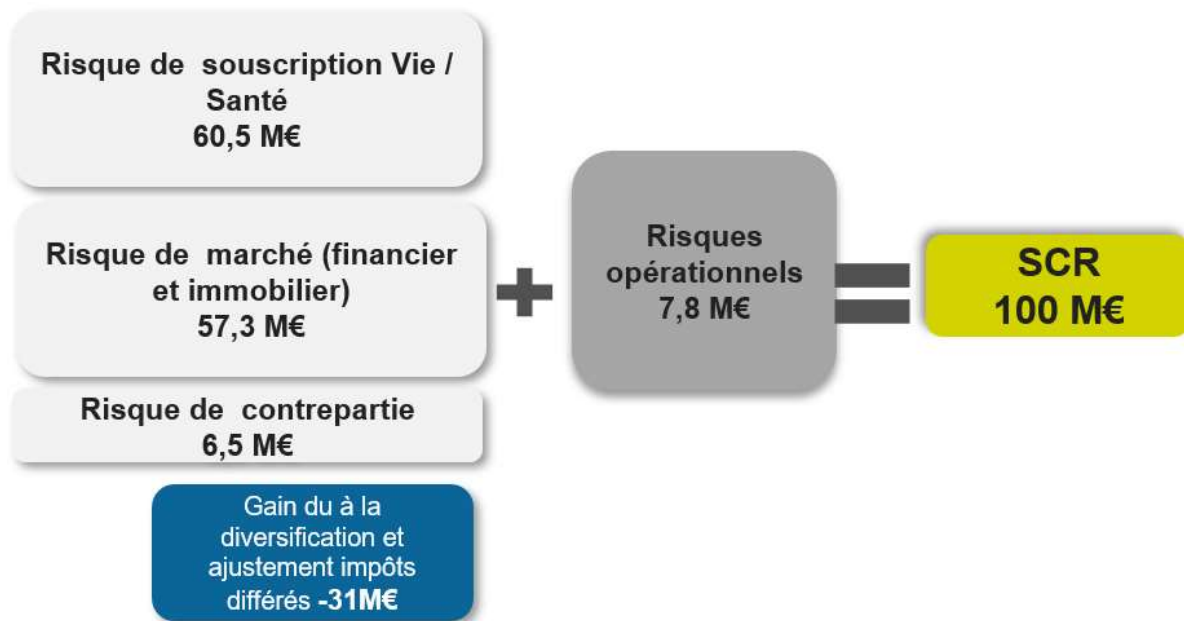 Risque de souscription Vie /
Santé
60,5 M€
Risque de marché (financier
et immobilier)
57,3 M€
Risque de contrepartie
6,5 M€
Gain du à la
diversification et
ajustement impôts
différés -31M€
Risques
opérationnels
7,8 M€
SCR
100 M€